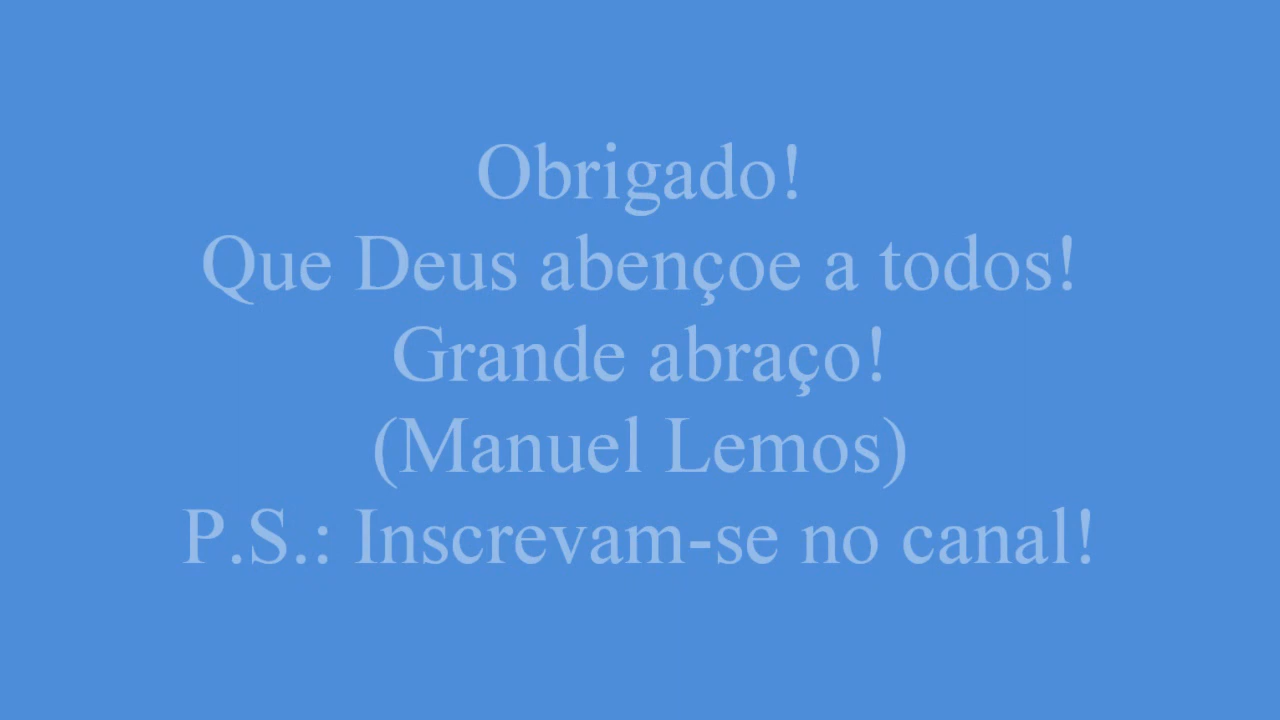 Obrigado!
Que Deus abençoe a todos!
Grande abraço!
(Manuel Lemos)
P.S.: Inscrevam-se no canal!